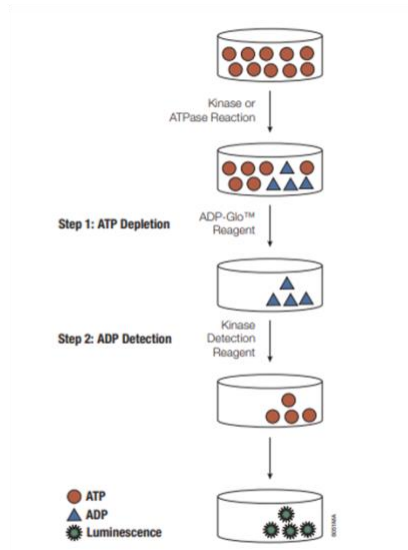 Kinase or
ATPase Reaction
Step 1: ATP Depletion
ADP-Glo™
Reagent
Step 2: ADP Detection
Kinase
Detection
Reagent
ATP
ADP
Luminescence